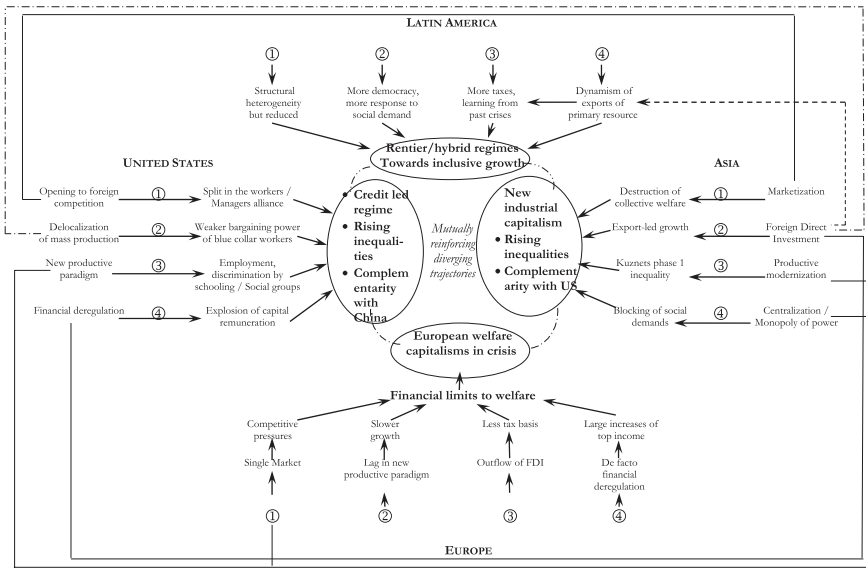 LATIN AMERICA
① ② ③ ④
Structural
heterogeneity
but reduced
More democracy,
more response to
social demand
More taxes,
learning from
past crises
Dynamism of
exports of
primary resource
Rentier/hybrid regimes
Towards inclusive growth
UNITED STATES
Opening to foreign
competition
①
Split in the workers /
Managers alliance
Delocalization
of mass production
②
Weaker bargaining power
of blue collar workers
New productive
paradigm
③
Employment,
discrimination by
schooling / Social groups
Financial deregulation
④
Explosion of capital
remuneration
• Credit led
regime
• Rising
inequali-
ties
• Complem
entarity
with
China
Mutually
reinforcing
diverging
trajectories
New
industrial
capitalism
• Rising
inequalities
• Complement
arity with US
ASIA
Destruction of
collective welfare
①
Marketization
Export-led growth
②
Foreign Direct
Investment
Kuznets phase 1
inequality
③
Productive
modernization
Blocking of social
demands
④
Centralization /
Monopoly of power
European welfare
capitalisms in crisis
Financial limits to welfare
Competitive
pressures
Slower
growth
Less tax basis
Large increases of
top income
Single Market
Lag in new
productive paradigm
Outflow of FDI
De facto
financial
deregulation
① ② ③ ④
EUROPE